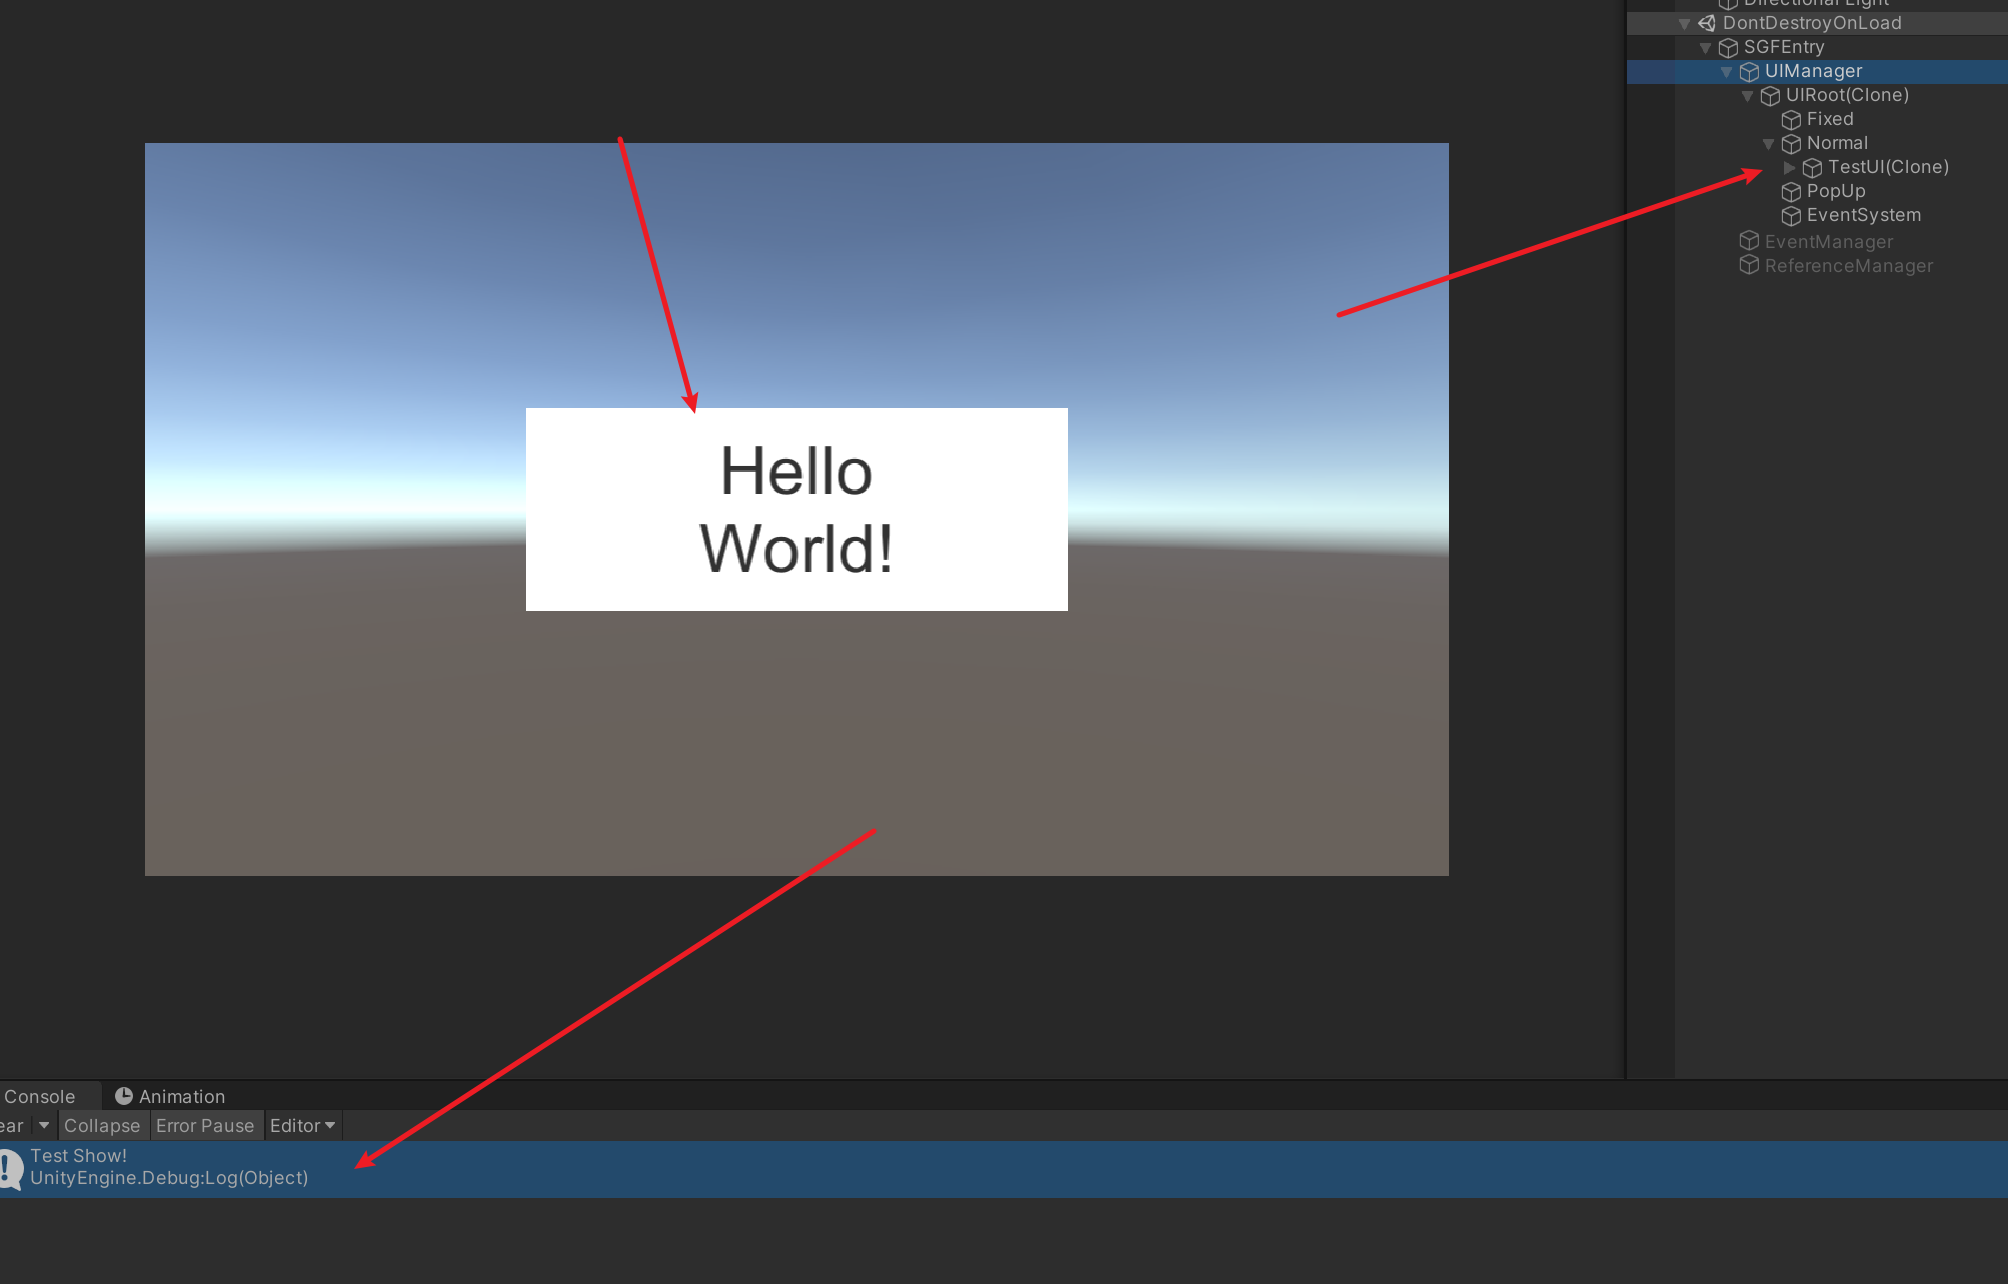 Hello
World!
Directional Light
DontDestroyOnLoad
SGFEntry
UIManager
UIRoot(Clone)
Fixed
Normal
TestUI(Clone)
PopUp
EventSystem
EventManager
ReferenceManager
Console
Animation
ear
Collapse
Error Pause
Editor
Test Show!
UnityEngine.Debug:Log(Object)